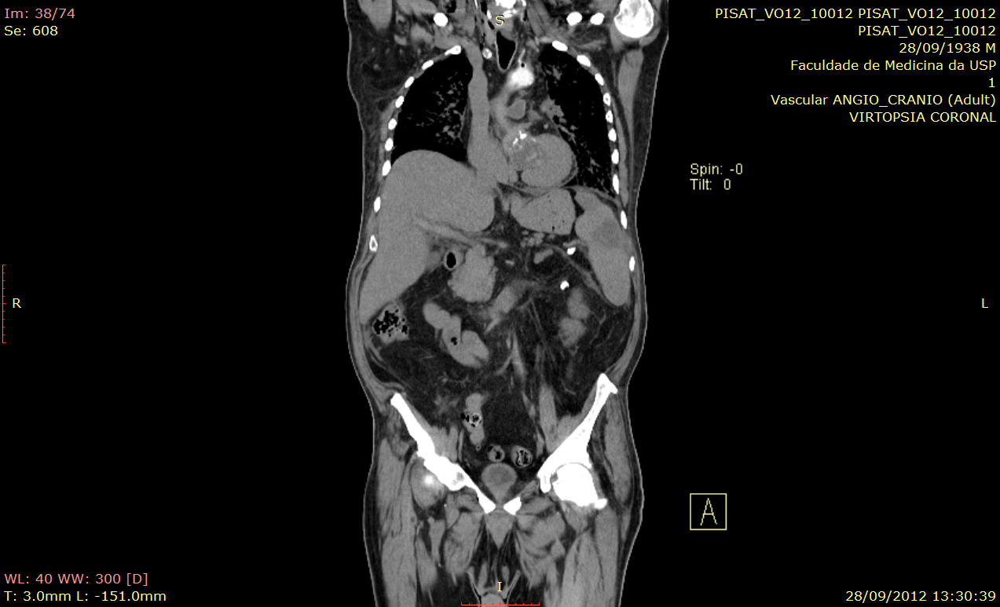 Im: 38/74
Se: 608
S
PISAT_VO12_10012 PISAT_VO12_10012
PISAT_VO12_10012
28/09/1938 M
Faculdade de Medicina da USP
1
Vascular ANGIO_CRANIO (Adult)
VIRTOPSIA CORONAL
Spin: -0
Tilt: 0
R
L
A
WL: 40 WW: 300 [D]
T: 3.0mm L: -151.0mm
I
28/09/2012 13:30:39